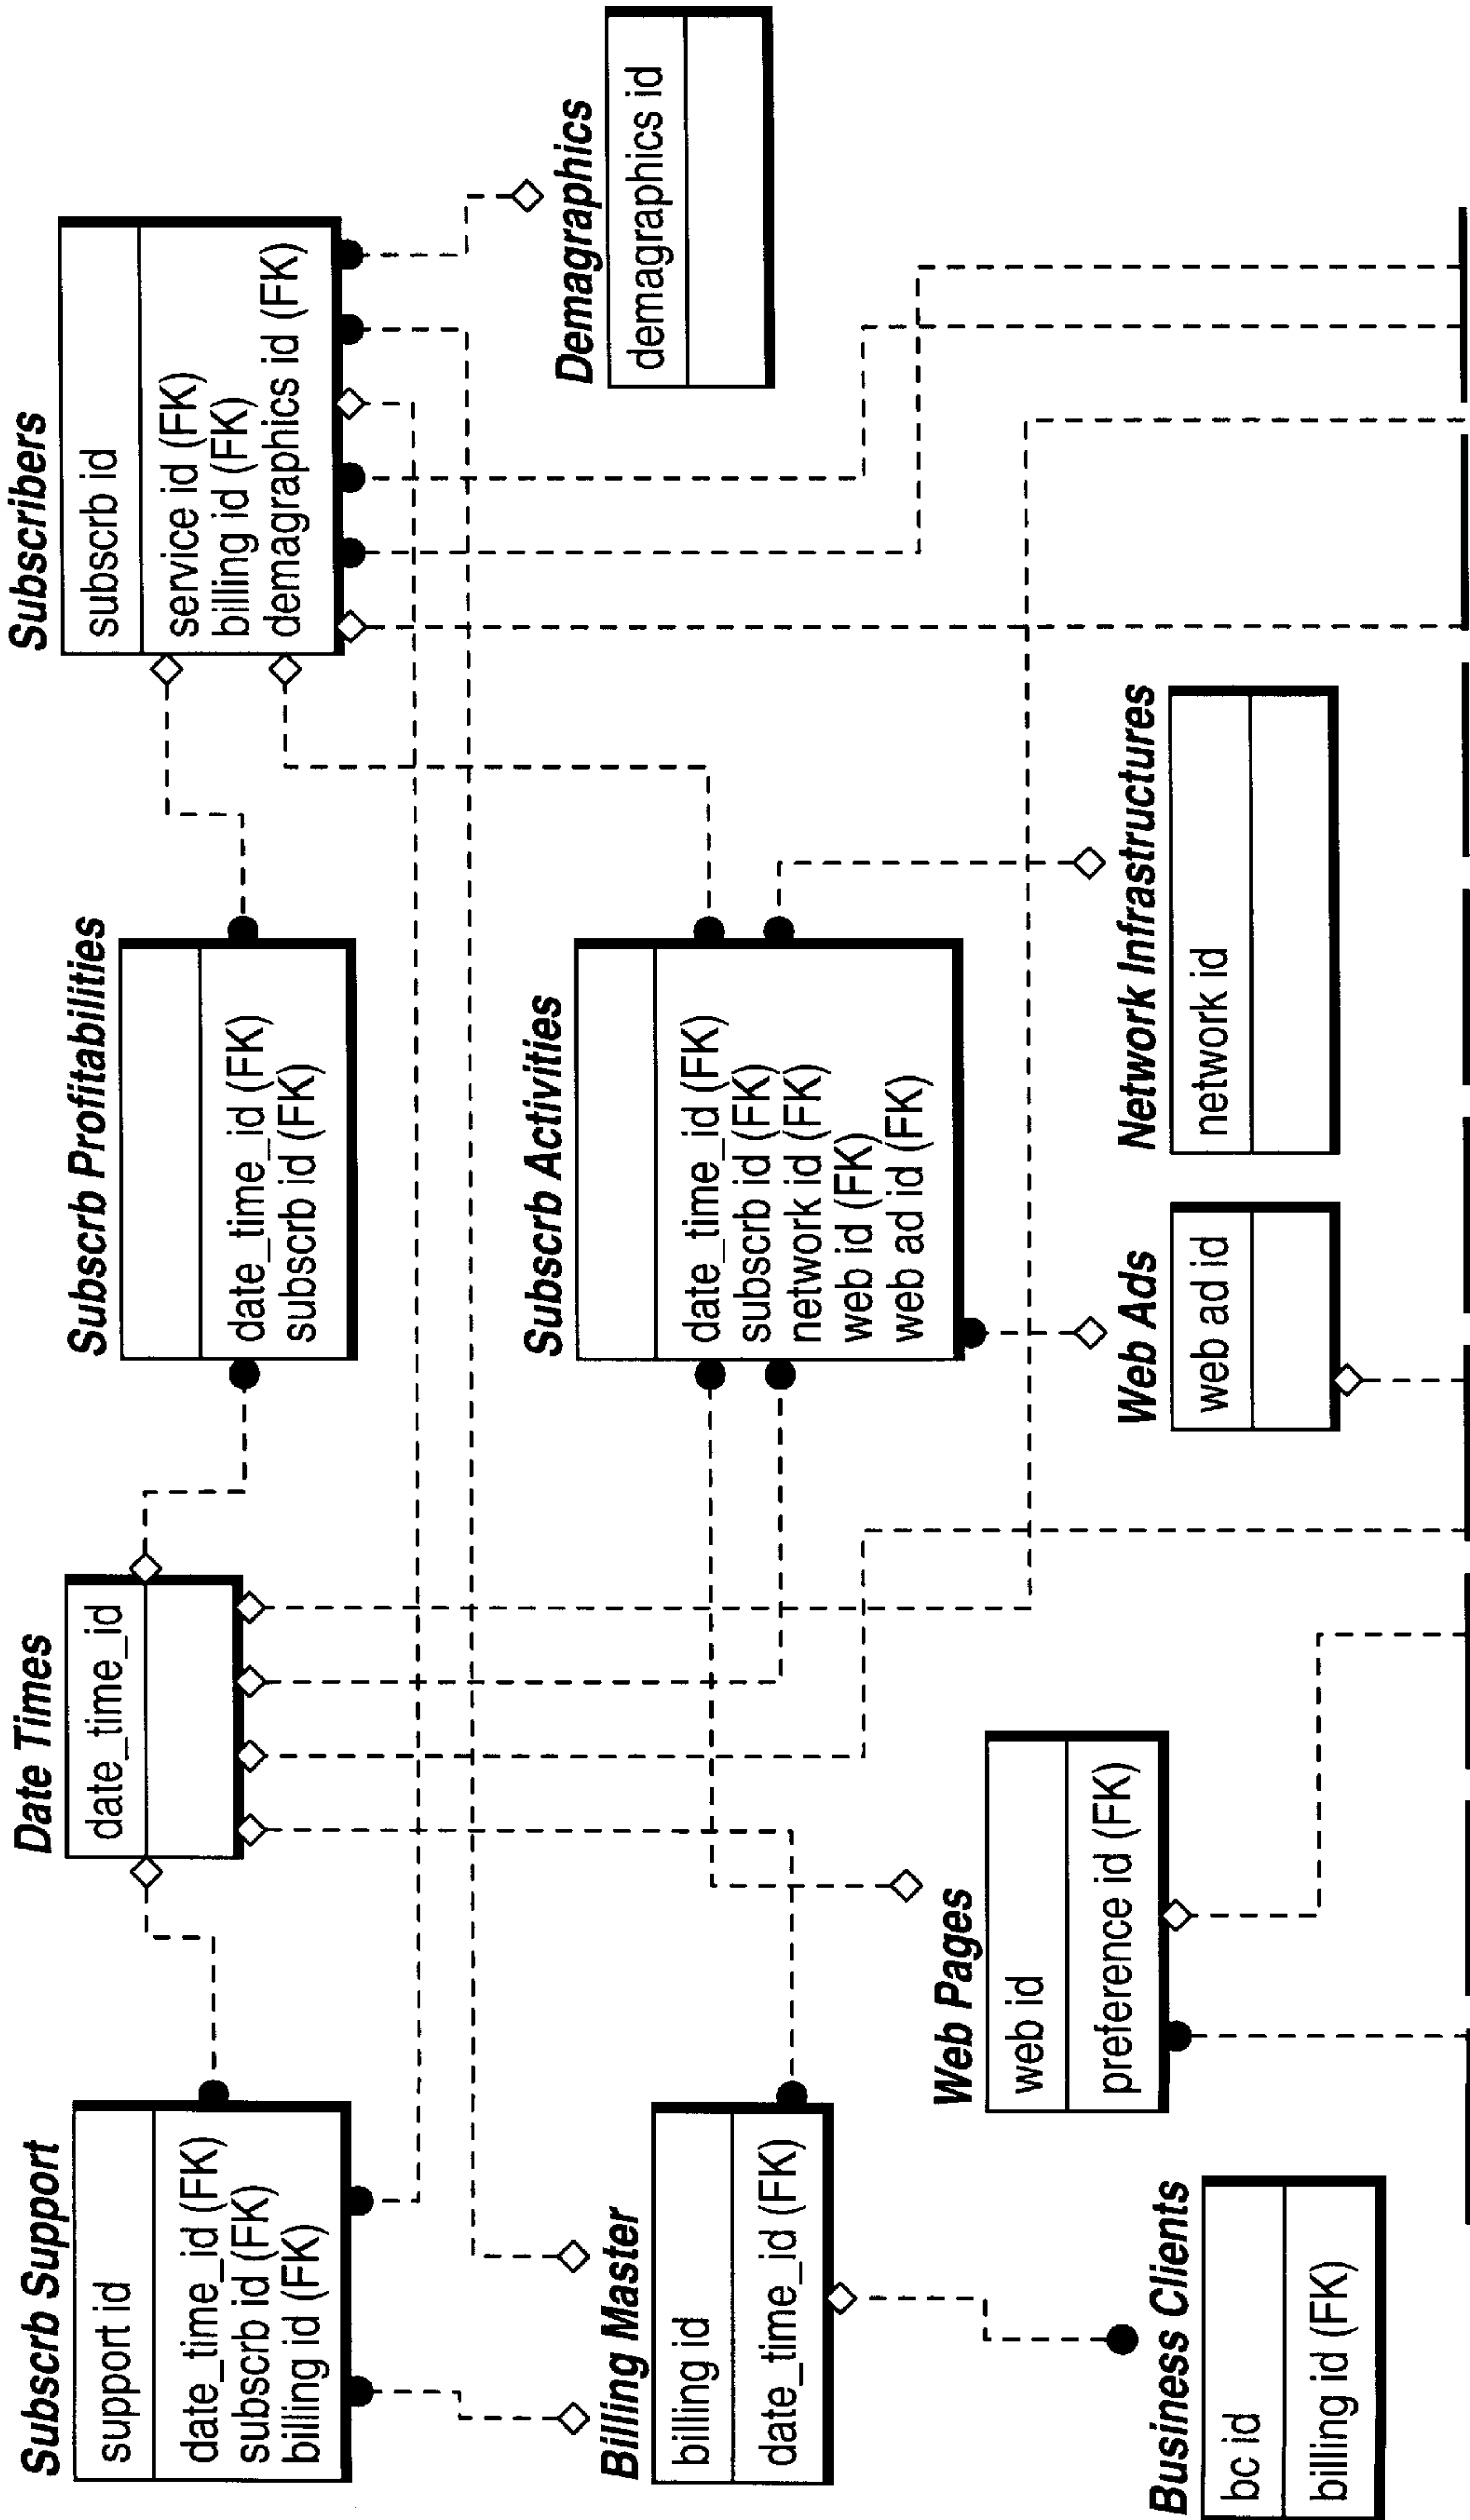 Subscrb Support
support id
date_time_id (FK)
subscrb id (FK)
billing id (FK)
Date Times
date_time_id
Subscrb Profitabilities
date_time_id (FK)
subscrb id (FK)
Subscribers
subscrb id
service id (FK)
billing id (FK)
demagraphics id (FK)
Billing Master
billing id
date_time_id (FK)
Subscrb Activities
date_time_id (FK)
subscrb id (FK)
network id (FK)
web id (FK)
web ad id (FK)
Demagraphics
demagraphics id
Web Pages
web id
preference id (FK)
Business Clients
bc id
billing id (FK)
Web Ads
web ad id
Network Infrastructures
network id